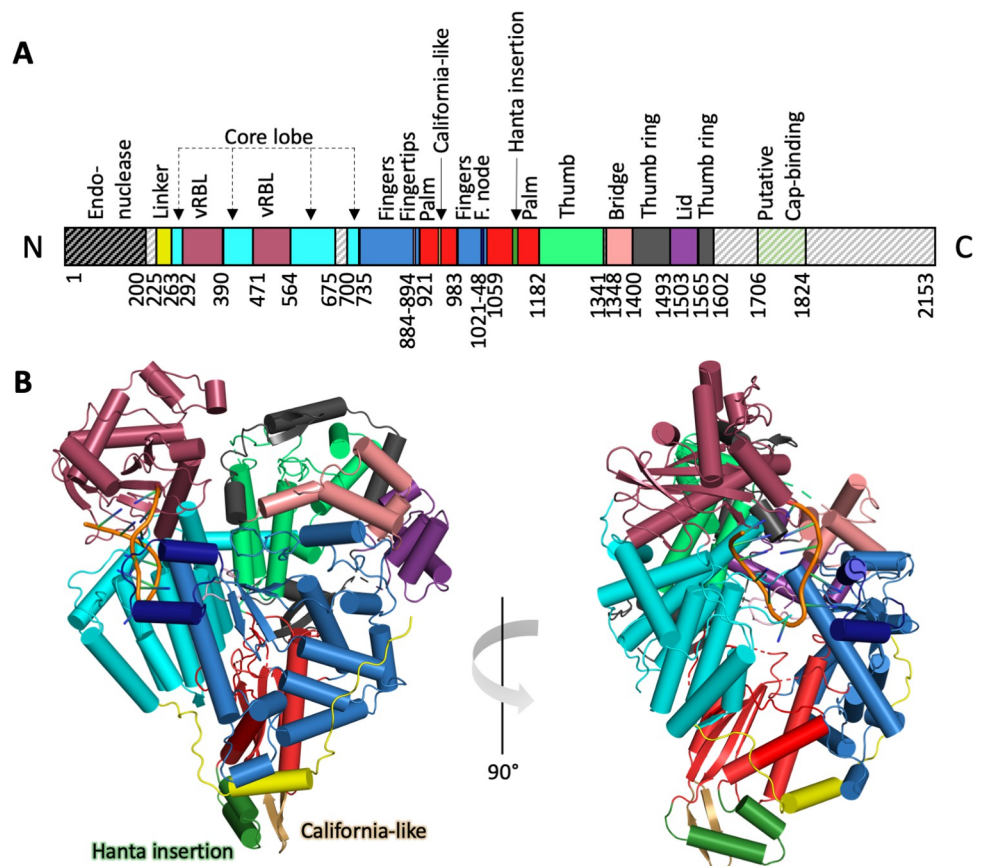 A
Endo-
nuclease
Linker
Core lobe
vRBL
vRBL
Fingers
Fingertips
Palm
California-like
Fingers
F. node
Hanta insertion
Palm
Thumb
Bridge
Thumb ring
Lid
Thumb ring
Putative
Cap-binding
N
C
1
200
225
263
292
390
471
564
675
700
735
884-894
921
983
1021-48
1059
1182
1341
1348
1400
1493
1503
1565
1602
1706
1824
2153
B
90°
Hanta insertion
California-like